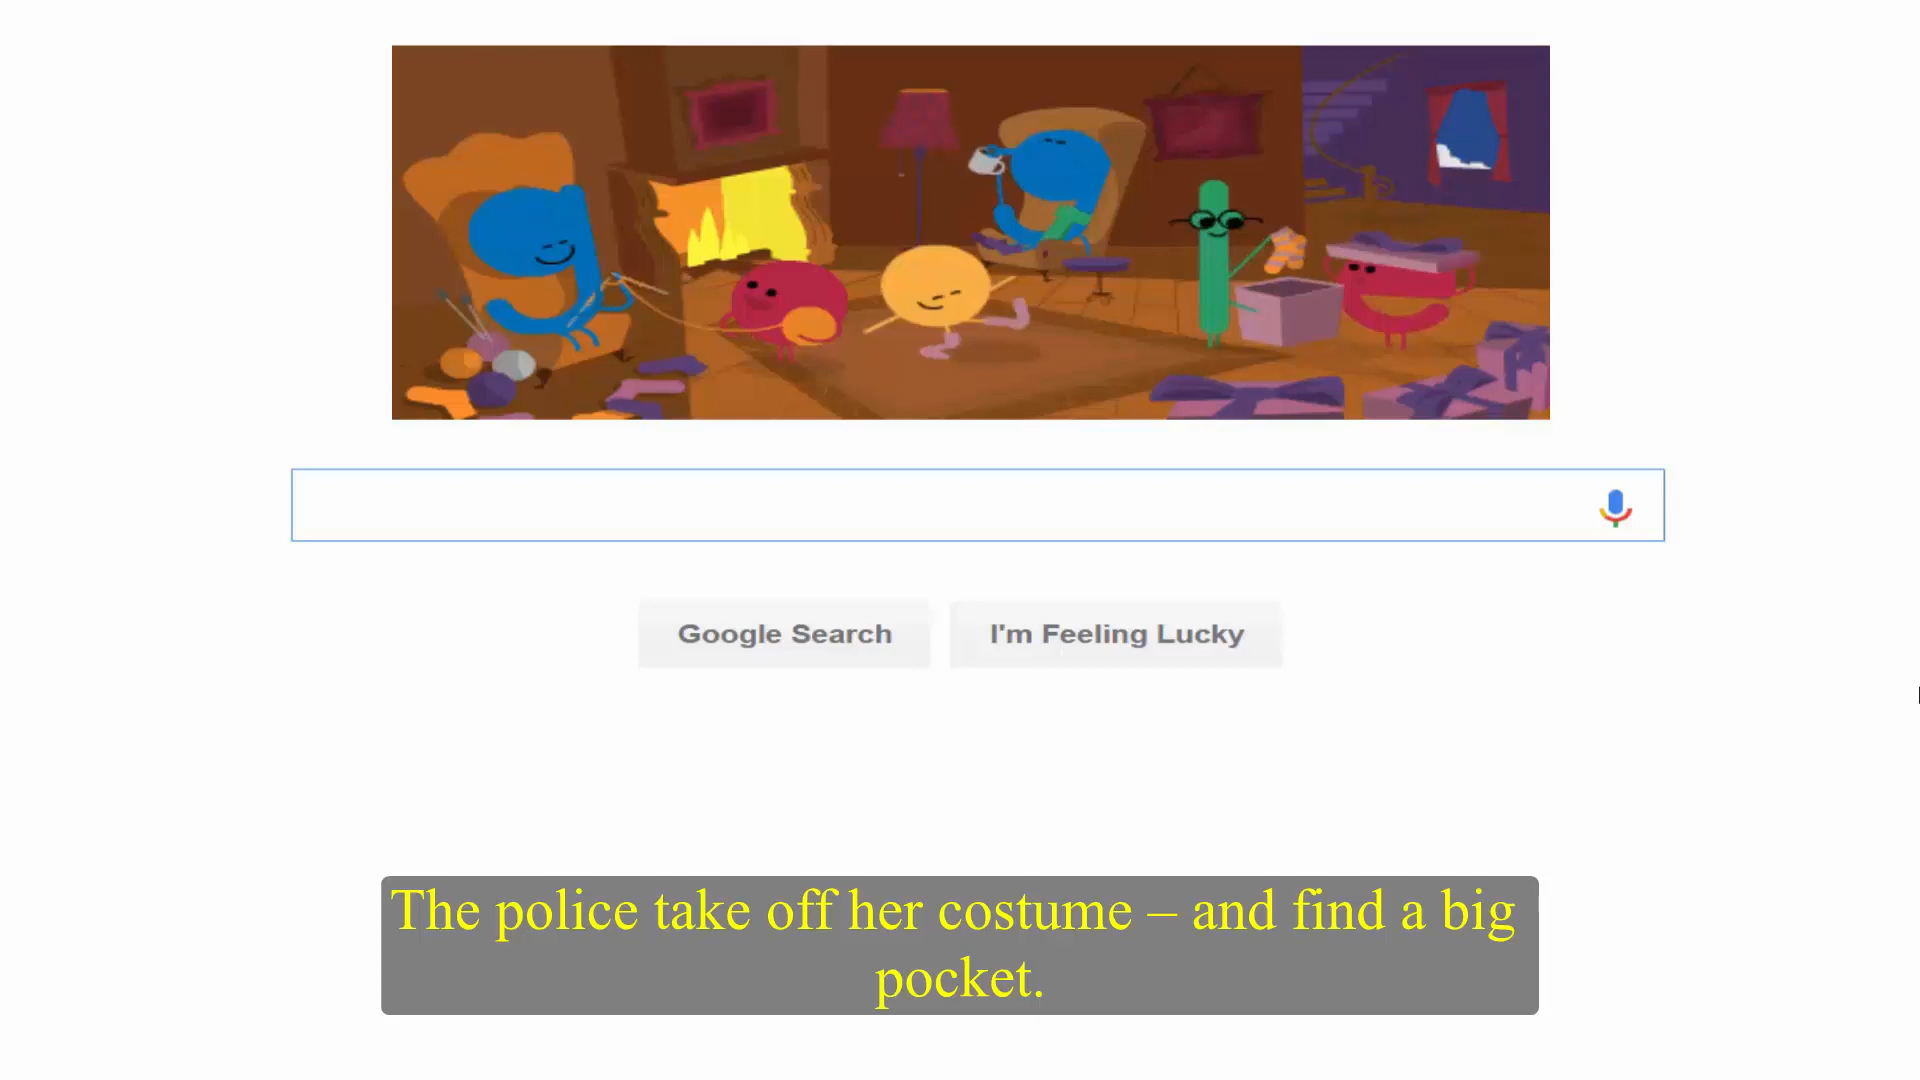 Google Search
I'm Feeling Lucky
The police take off her costume – and find a big
pocket.